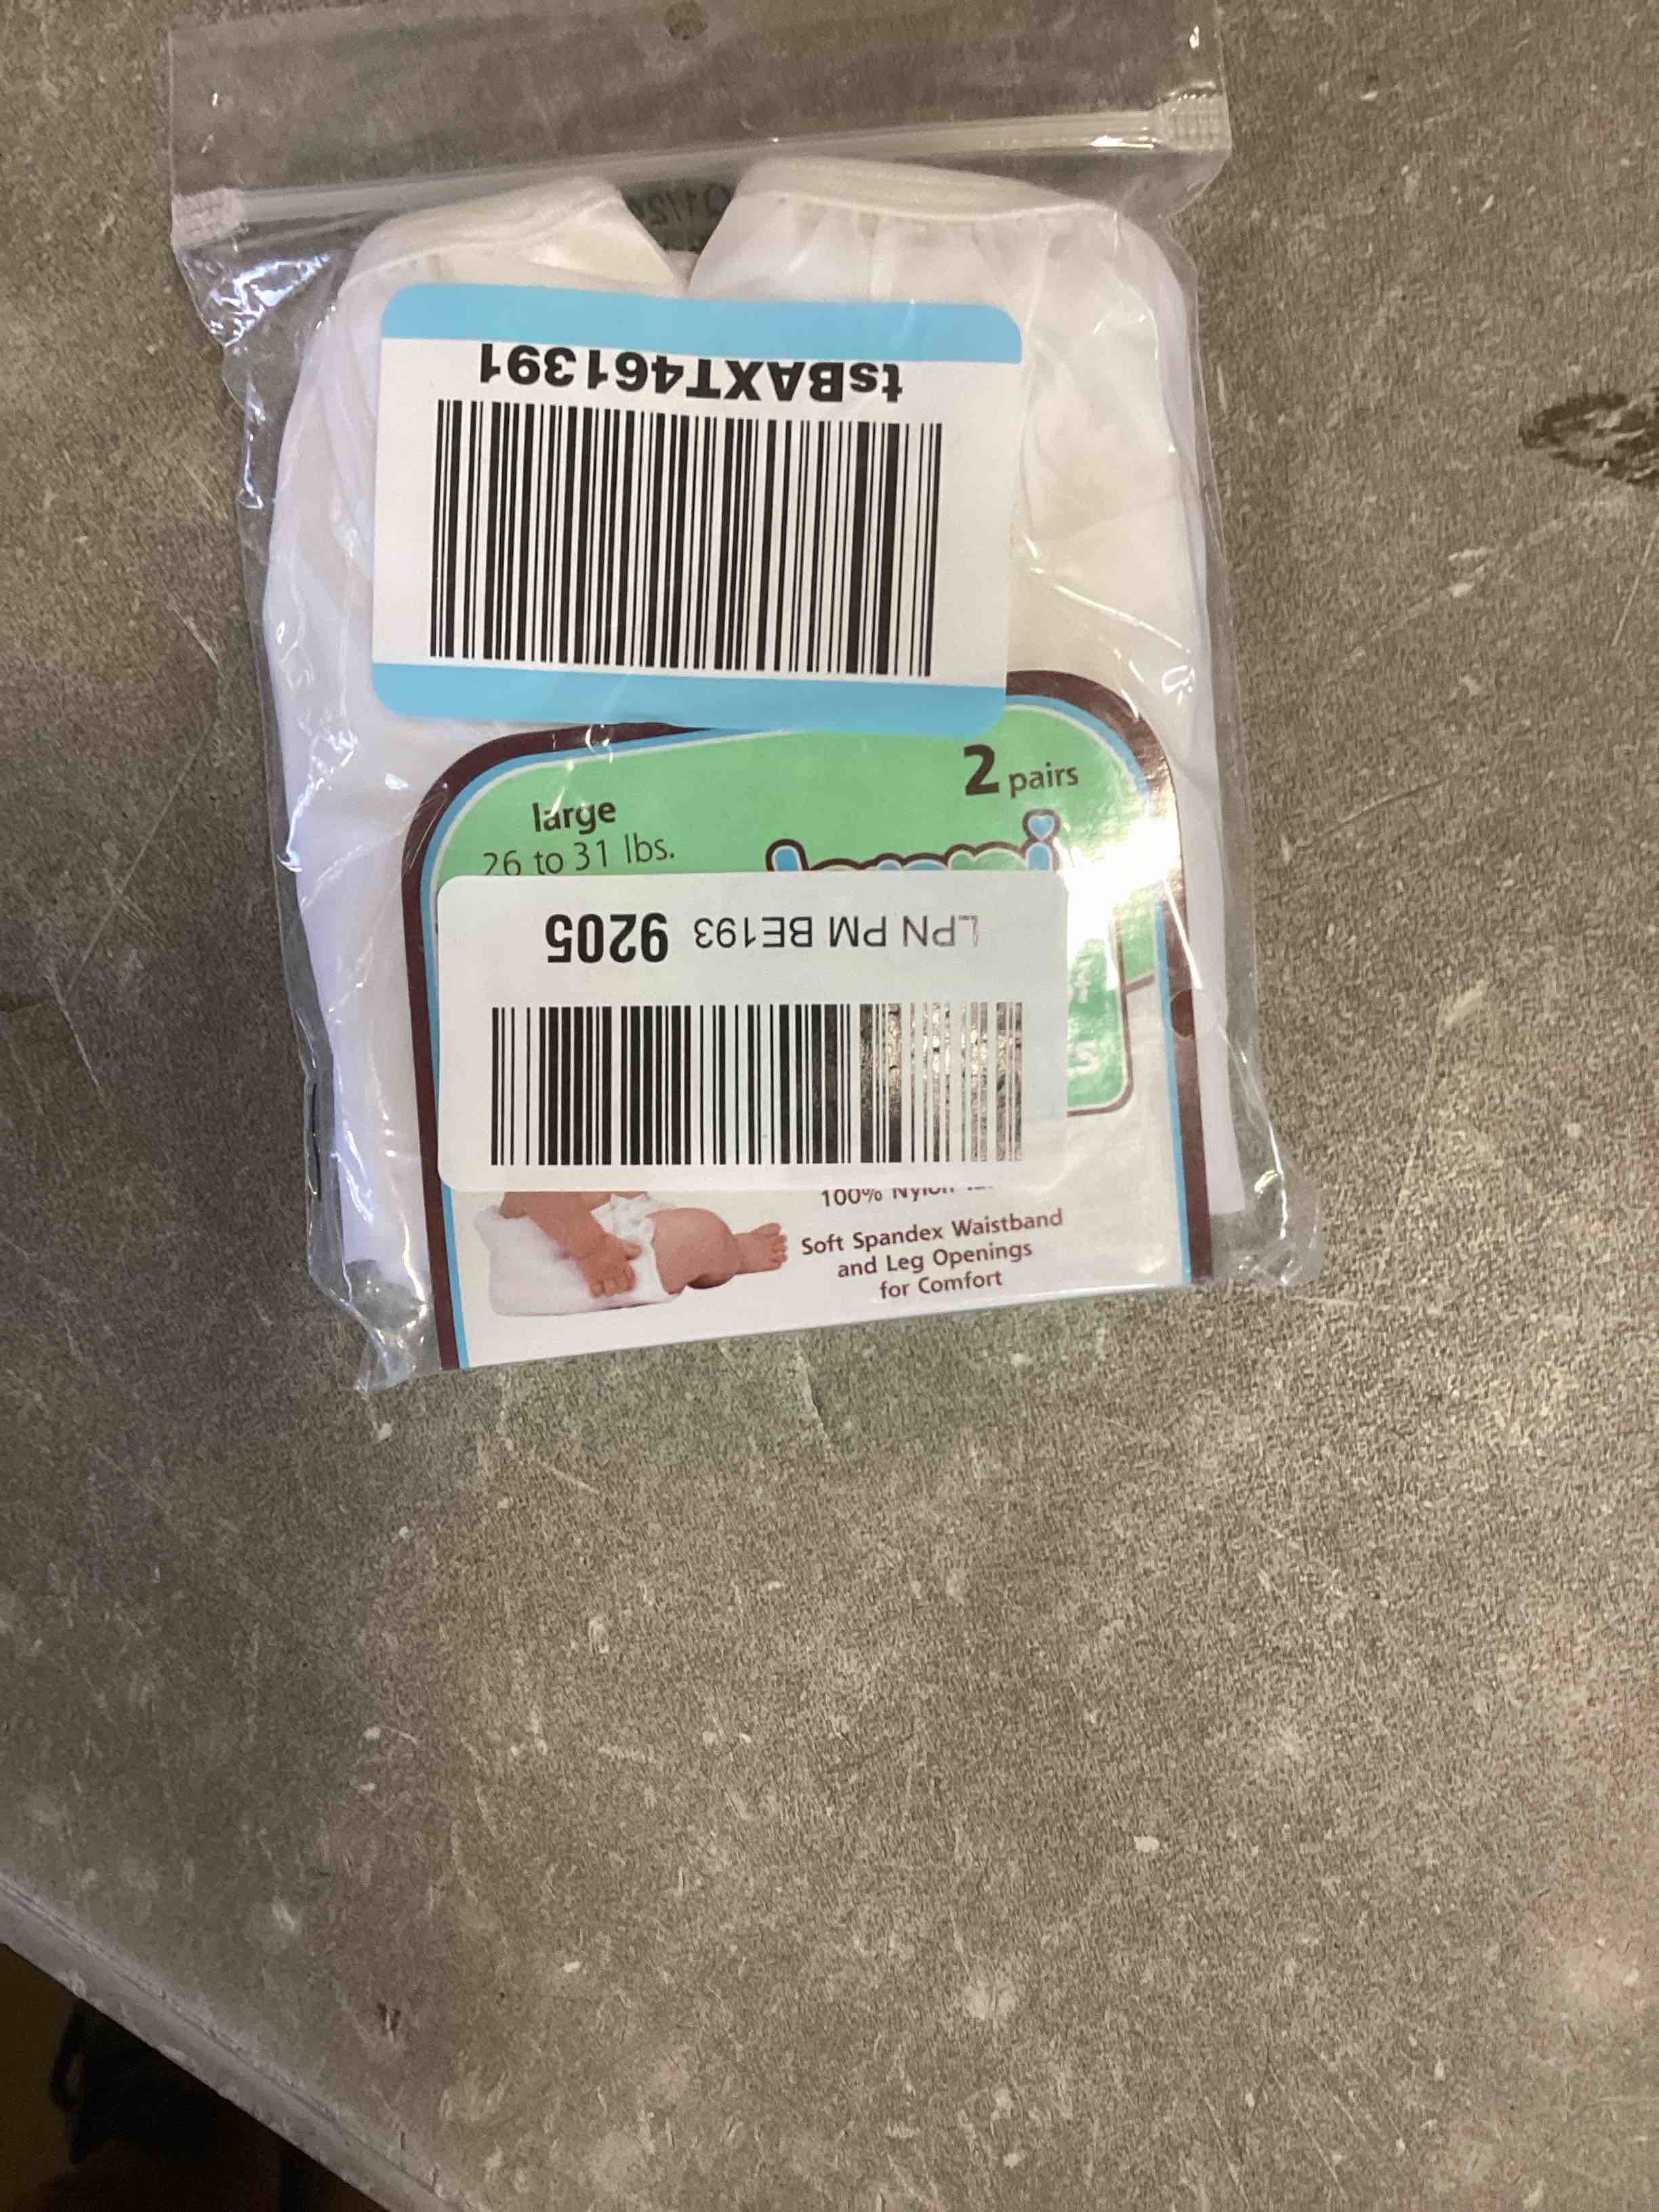 tsBAXT461391
2 pairs
large
26 to 31 lbs.
LPN PM BE193 9205
100% Nylon
Soft Spandex Waistband
and Leg Openings
for Comfort